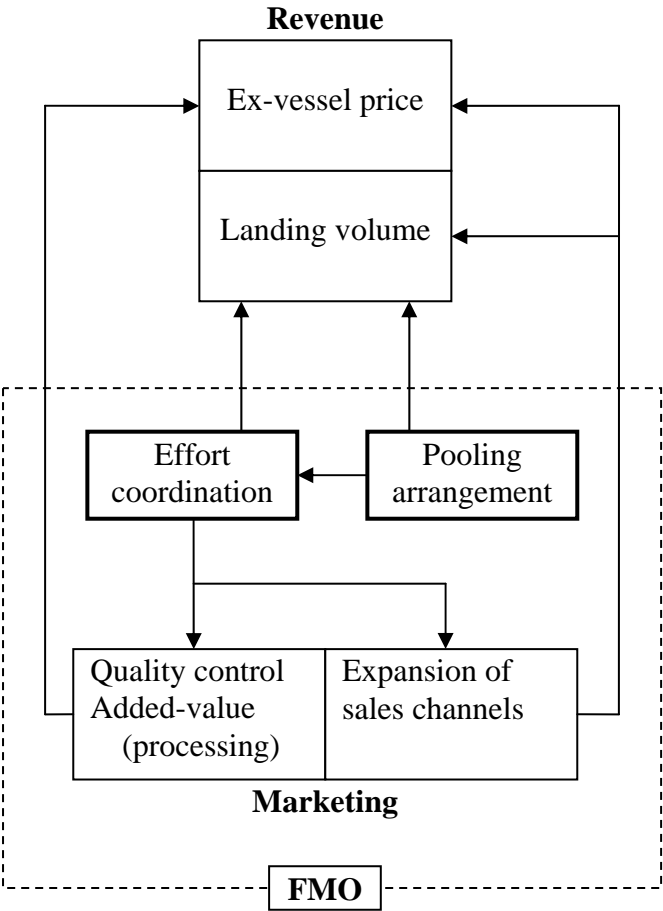 Revenue
Ex-vessel price
Landing volume
Effort
coordination
Pooling
arrangement
Quality control
Added-value
(processing)
Expansion of
sales channels
Marketing
FMO